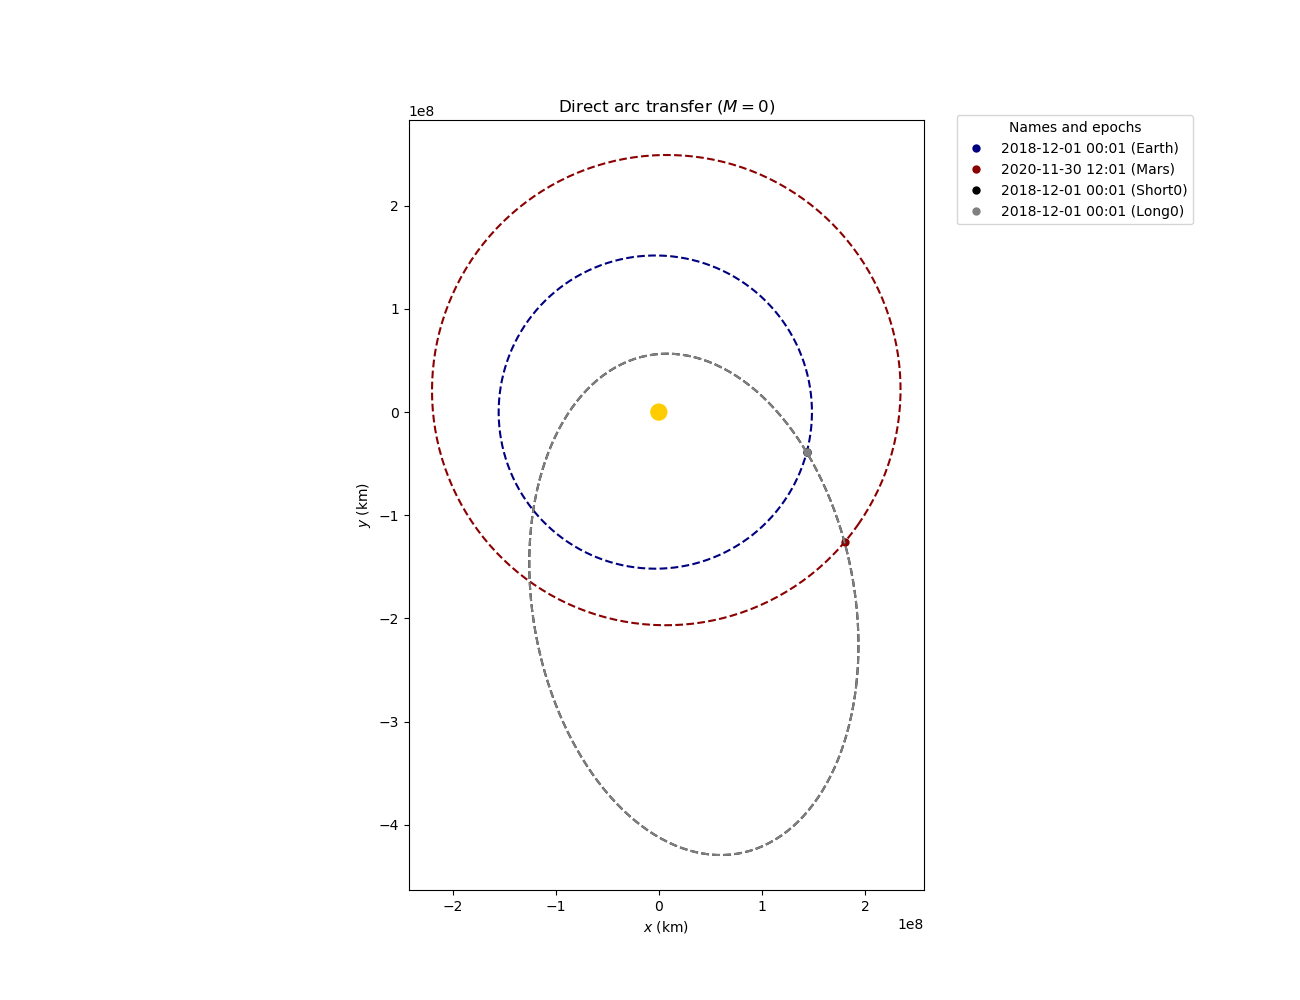 Direct arc transfer (M = 0)
1e8
Names and epochs
2018-12-01 00:01 (Earth)
2020-11-30 12:01 (Mars)
2018-12-01 00:01 (Short0)
2018-12-01 00:01 (Long0)
2
1
0
−1
−2
−3
−4
y (km)
−2 −1 0 1 2
x (km)
1e8